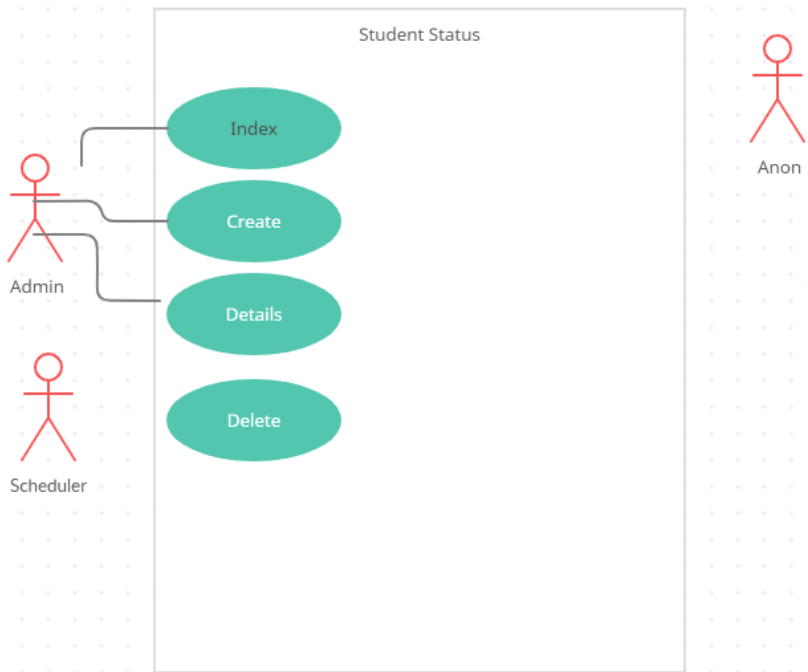 Student Status
Index
Anon
Create
Admin
Details
Delete
Scheduler